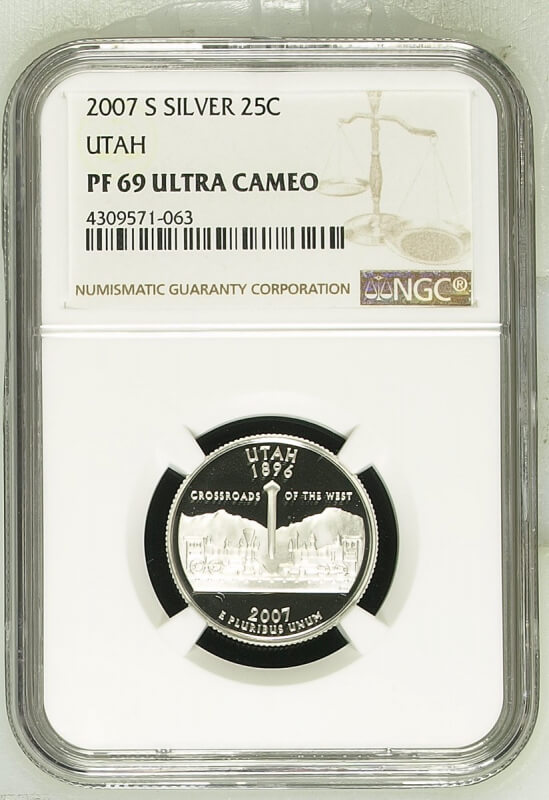 2007 S SILVER 25C
UTAH
PF 69 ULTRA CAMEO
4309571-063
NUMISMATIC GUARANTY CORPORATION NGC®
UTAH
1896
CROSSROADS OF THE WEST
2007
E PLURIBUS UNUM